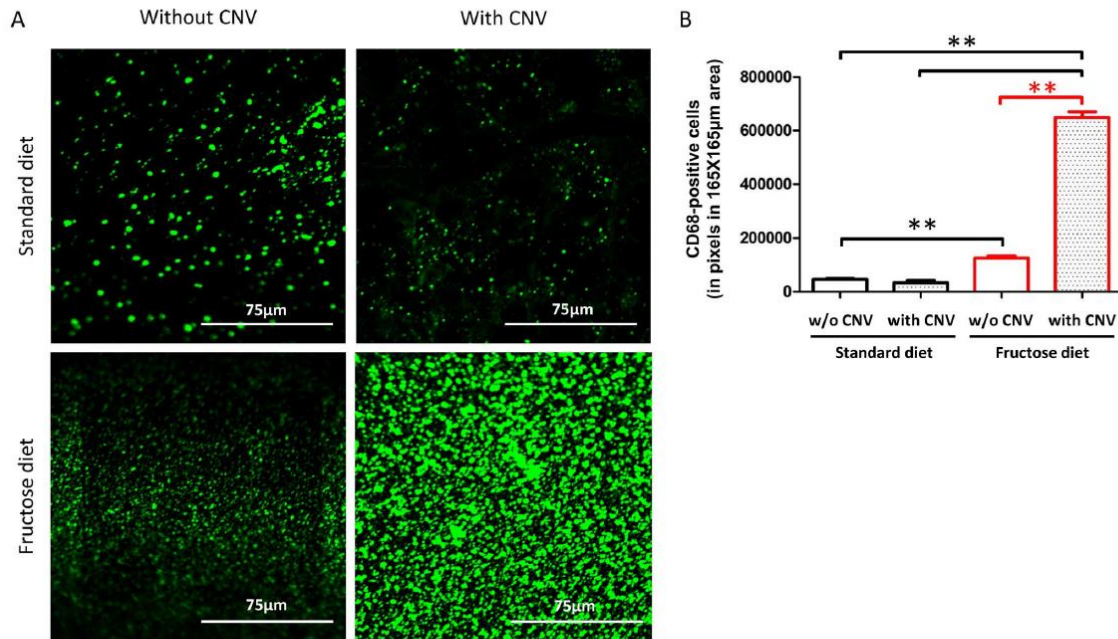 A
Without CNV
With CNV
Standard diet
75µm
75µm
Fructose diet
75µm
75µm
B
**
**
**
CD68-positive cells
(in pixels in 165X165µm area)
800000
600000
400000
200000
0
w/o CNV with CNV w/o CNV with CNV
Standard diet Fructose diet